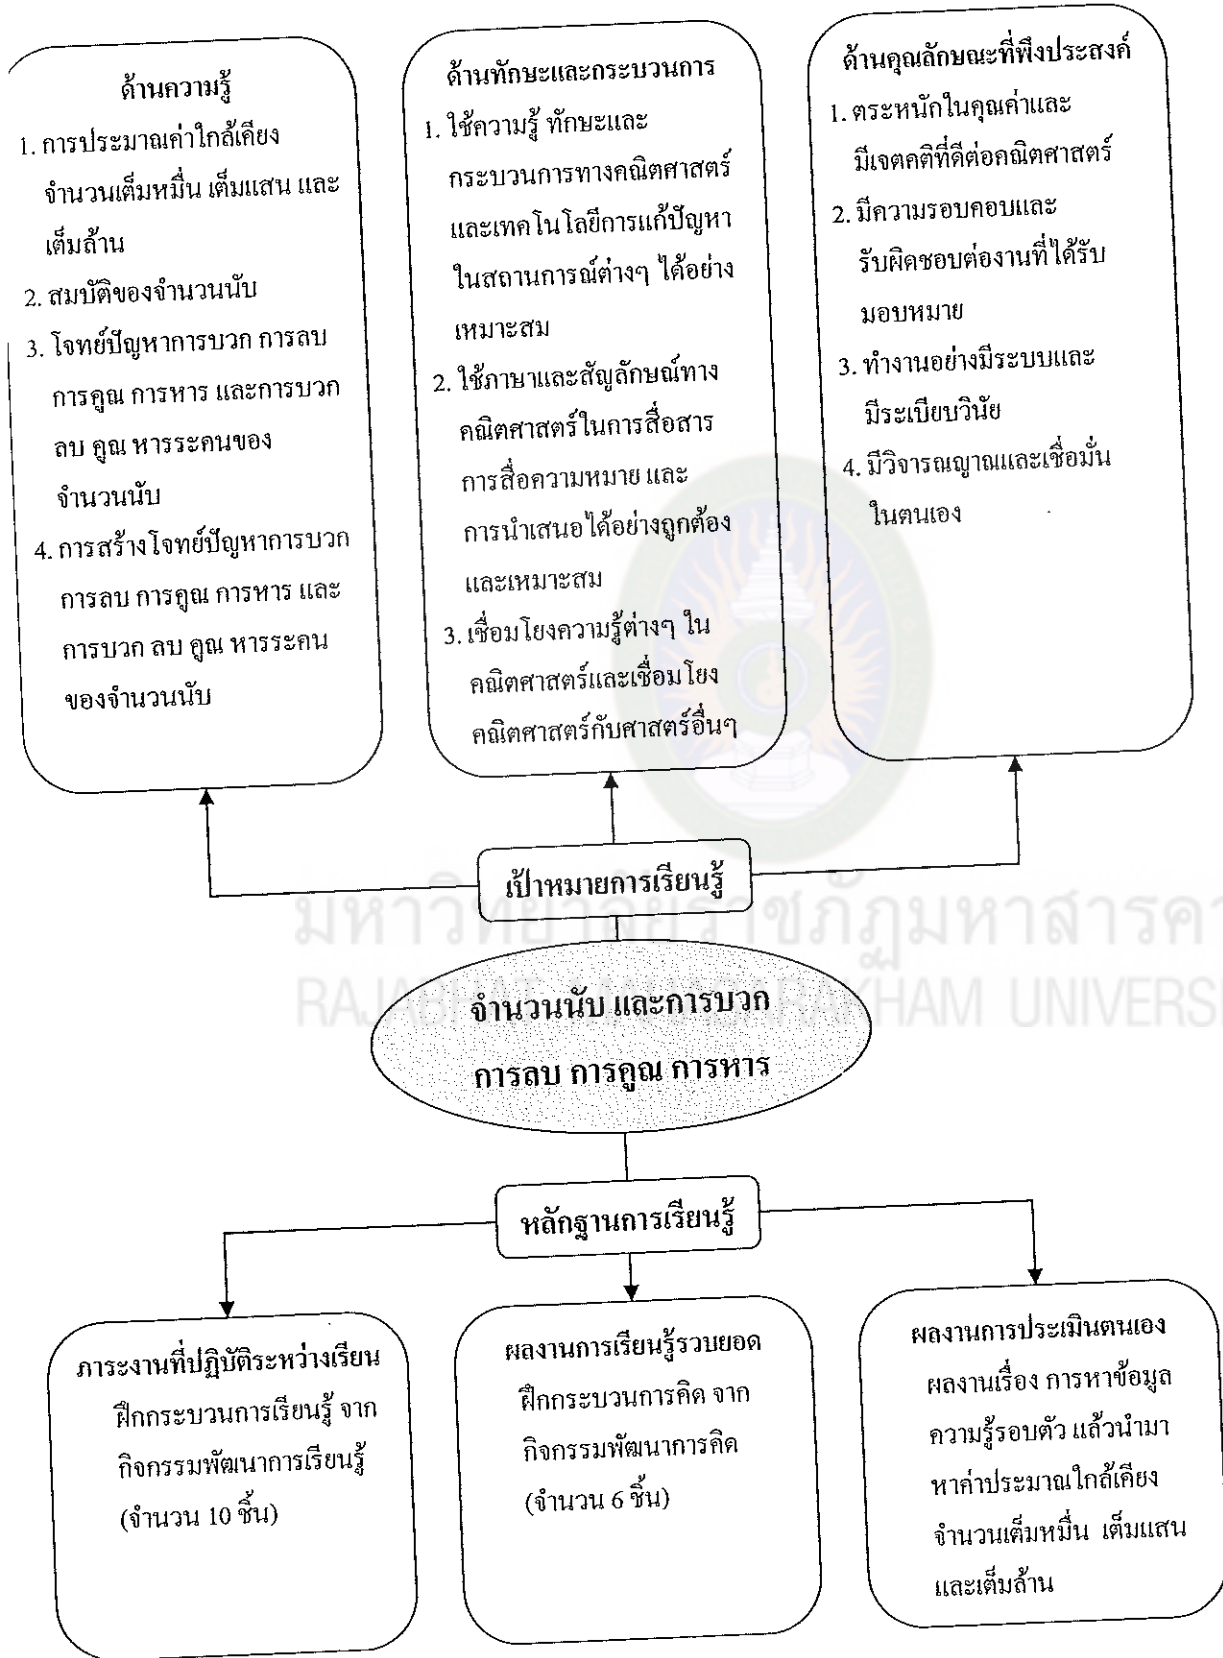 ด้านความรู้
1. การประมาณค่าใกล้เคียง
จำนวนเต็มหมื่น เต็มแสน และ
เต็มล้าน
2. สมบัติของจำนวนนับ
3. โจทย์ปัญหาการบวก การลบ
การคูณ การหาร และการบวก
ลบ คูณ หารระคนของ
จำนวนนับ
4. การสร้างโจทย์ปัญหาการบวก
การลบ การคูณ การหาร และ
การบวก ลบ คูณ หารระคน
ของจำนวนนับ
ด้านทักษะและกระบวนการ
1. ใช้ความรู้ ทักษะและ
กระบวนการทางคณิตศาสตร์
และเทคโนโลยีการแก้ปัญหา
ในสถานการณ์ต่างๆ ได้อย่าง
เหมาะสม
2. ใช้ภาษาและสัญลักษณ์ทาง
คณิตศาสตร์ในการสื่อสาร
การสื่อความหมาย และ
การนำเสนอได้อย่างถูกต้อง
และเหมาะสม
3. เชื่อมโยงความรู้ต่างๆ ใน
คณิตศาสตร์และเชื่อมโยง
คณิตศาสตร์กับศาสตร์อื่นๆ
ด้านคุณลักษณะที่พึงประสงค์
1. ตระหนักในคุณค่าและ
มีเจตคติที่ดีต่อคณิตศาสตร์
2. มีความรอบคอบและ
รับผิดชอบต่องานที่ได้รับ
มอบหมาย
3. ทำงานอย่างมีระบบและ
มีระเบียบวินัย
4. มีวิจารณญาณและเชื่อมั่น
ในตนเอง
เป้าหมายการเรียนรู้
มหาวิทยาลัยราชภัฏมหาสารคา
RAJABHAT MAHASARAKHAM UNIVERSI
จำนวนนับ และการบวก
การลบ การคูณ การหาร
หลักฐานการเรียนรู้
ภาระงานที่ปฏิบัติระหว่างเรียน
ฝึกกระบวนการเรียนรู้ จาก
กิจกรรมพัฒนาการเรียนรู้
(จำนวน 10 ชิ้น)
ผลงานการเรียนรู้รวบยอด
ฝึกกระบวนการคิด จาก
กิจกรรมพัฒนาการคิด
(จำนวน 6 ชิ้น)
ผลงานการประเมินตนเอง
ผลงานเรื่อง การหาข้อมูล
ความรู้รอบตัว แล้วนำมา
หาค่าประมาณใกล้เคียง
จำนวนเต็มหมื่น เต็มแสน
และเต็มล้าน